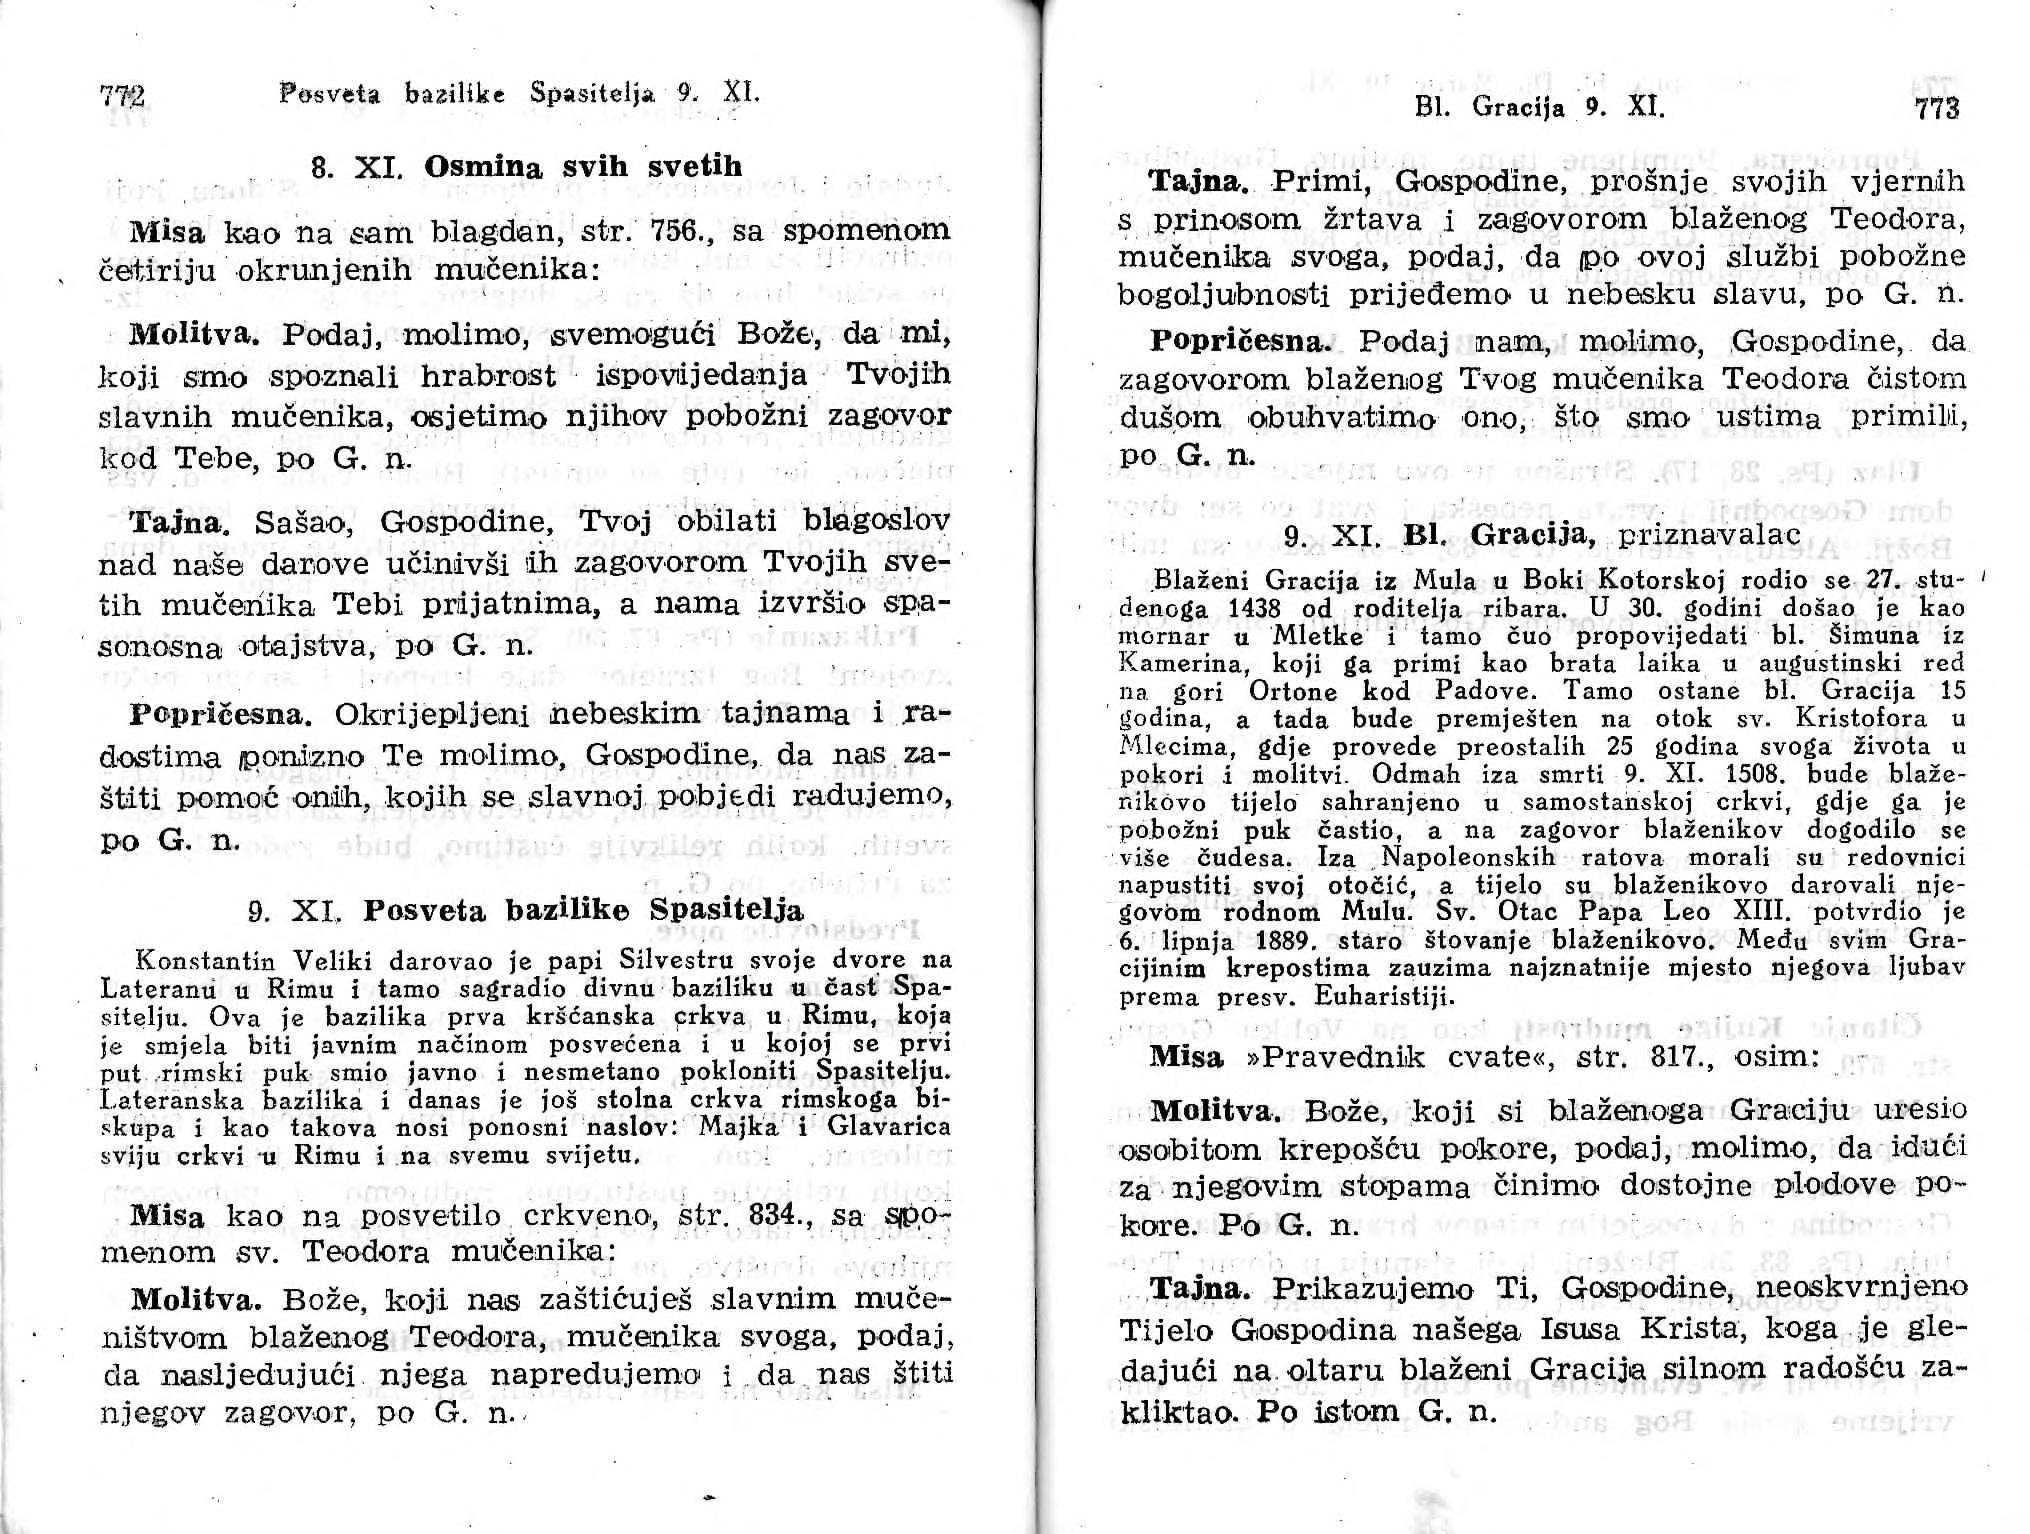 772 Posveta bazilike Spasitelja 9. XI.
8. XI. Osmina svih svetih
Misa kao na sam blagdan, str. 756., sa spomenom
četiriju okrunjenih mučenika:
Molitva. Podaj, molimo, svemogući Bože, da mi,
koji smo spoznali hrabrost ispovijedanja Tvojih
slavnih mučenika, osjetimo njihov pobožni zagovor
kod Tebe, po G. n.
Tajna. Sašao, Gospodine, Tvoj obilati blagoslov
nad naše darove učinivši ih zagovorom Tvojih sve-
tih mučenika Tebi prijatnima, a nama izvršio spa-
sonosna otajstva, po G. n.
Popričesna. Okrijepljeni nebeskim tajnama i ra-
dostima ponizno Te molimo, Gospodine, da nas za-
štiti pomoć onih, kojih se slavnoj pobjedi radujemo,
po G. n.
9. XI. Posveta bazilike Spasitelja
Konstantin Veliki darovao je papi Silvestru svoje dvore na
Lateranu u Rimu i tamo sagradio divnu baziliku u čast Spa-
sitelju. Ova je bazilika prva kršćanska crkva u Rimu, koja
je smjela biti javnim načinom posvećena i u kojoj se prvi
put rimski puk smio javno i nesmetano pokloniti Spasitelju.
Lateranska bazilika i danas je još stolna crkva rimskoga bi-
skupa i kao takova nosi ponosni naslov: Majka i Glavarica
sviju crkvi u Rimu i na svemu svijetu.
Misa kao na posvetilo crkveno, str. 834., sa spo-
menom sv. Teodora mučenika:
Molitva. Bože, koji nas zaštićuješ slavnim muče-
ništvom blaženog Teodora, mučenika svoga, podaj,
da nasljedujući njega napredujemo i da nas štiti
njegov zagovor, po G. n.
Bl. Gracija 9. XI. 773
Tajna. Primi, Gospodine, prošnje svojih vjernih
s prinosom žrtava i zagovorom blaženog Teodora,
mučenika svoga, podaj, da po ovoj službi pobožne
bogoljubnosti prijeđemo u nebesku slavu, po G. n.
Popričesna. Podaj nam, molimo, Gospodine, da
zagovorom blaženog Tvog mučenika Teodora čistom
dušom obuhvatimo ono, što smo ustima primili,
po G. n.
9. XI. Bl. Gracija, priznavalac
Blaženi Gracija iz Mula u Boki Kotorskoj rodio se 27. stu-
denoga 1438 od roditelja ribara. U 30. godini došao je kao
mornar u Mletke i tamo čuo propovijedati bl. Šimuna iz
Kamerina, koji ga primi kao brata laika u augustinski red
na gori Ortone kod Padove. Tamo ostane bl. Gracija 15
godina, a tada bude premješten na otok sv. Kristofora u
Mlecima, gdje provede preostalih 25 godina svoga života u
pokori i molitvi. Odmah iza smrti 9. XI. 1508. bude blaže-
nikovo tijelo sahranjeno u samostanskoj crkvi, gdje ga je
pobožni puk častio, a na zagovor blaženikov dogodilo se
više čudesa. Iza Napoleonskih ratova morali su redovnici
napustiti svoj otočić, a tijelo su blaženikovo darovali nje-
govom rodnom Mulu. Sv. Otac Papa Leo XIII. potvrdio je
6. lipnja 1889. staro štovanje blaženikovo. Među svim Gra-
cijinim krepostima zauzima najznatnije mjesto njegova ljubav
prema presv. Euharistiji.
Misa »Pravednik cvate«, str. 817., osim:
Molitva. Bože, koji si blaženoga Graciju uresio
osobitom krepošću pokore, podaj, molimo, da idući
za njegovim stopama činimo dostojne plodove po-
kore. Po G. n.
Tajna. Prikazujemo Ti, Gospodine, neoskvrnjeno
Tijelo Gospodina našega Isusa Krista, koga je gle-
dajući na oltaru blaženi Gracija silnom radošću za-
kliktao. Po istom G. n.